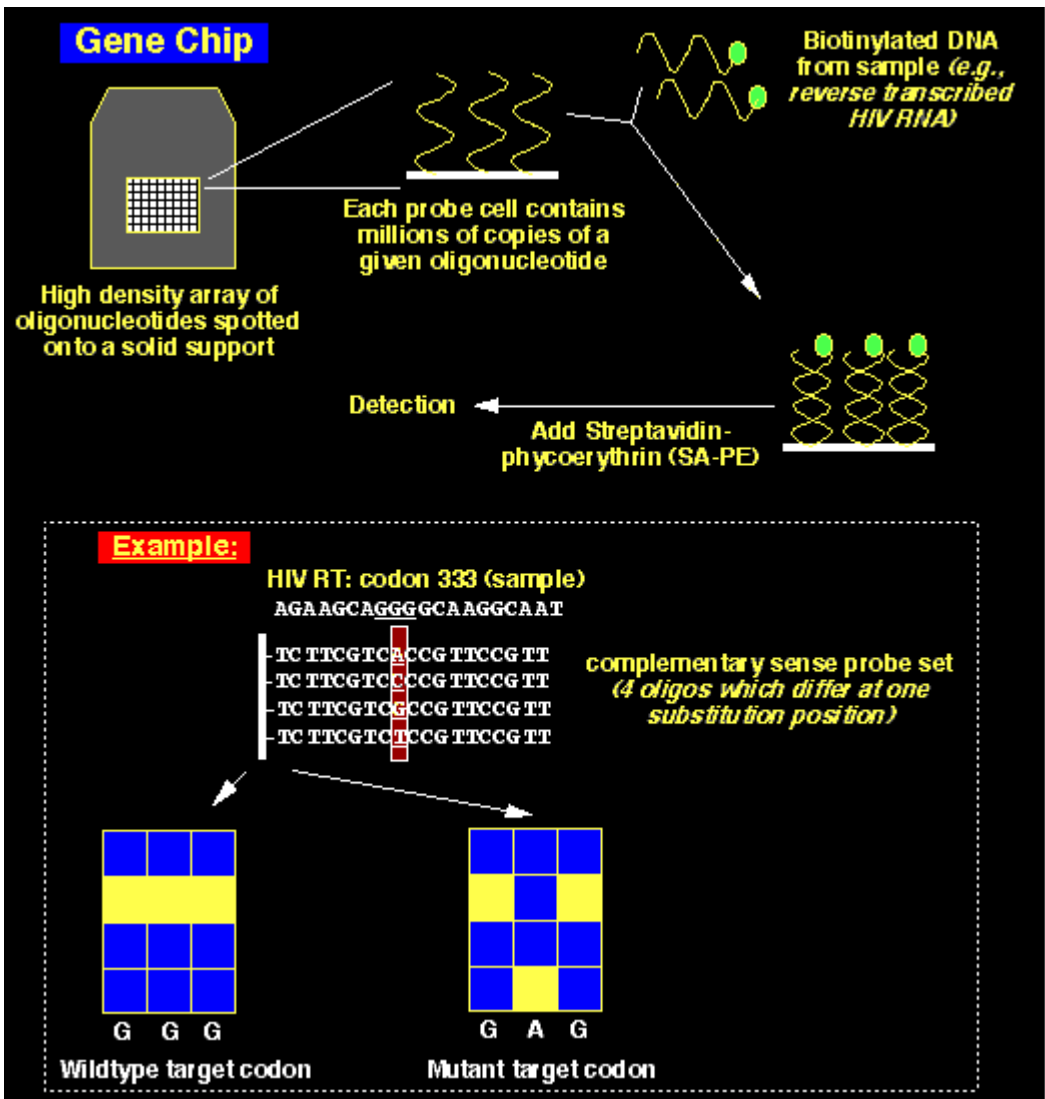 Gene Chip
Biotinylated DNA
from sample (e.g.,
reverse transcribed
HIV RNA)
Each probe cell contains
millions of copies of a
given oligonucleotide
High density array of
oligonucleotides spotted
onto a solid support
Detection
Add Streptavidin-
phycoerythrin (SA-PE)
Example:
HIV RT: codon 333 (sample)
AGAAGCAGGGGCAAGGCAAT
-TCTTCGTCACCGTTCCGTT
-TCTTCGTCCCCGTTCCGTT
-TCTTCGTCGCCGTTCCGTT
-TCTTCGTCTCCGTTCCGTT
complementary sense probe set
(4 oligos which differ at one
substitution position)
G G G
Wildtype target codon
G A G
Mutant target codon